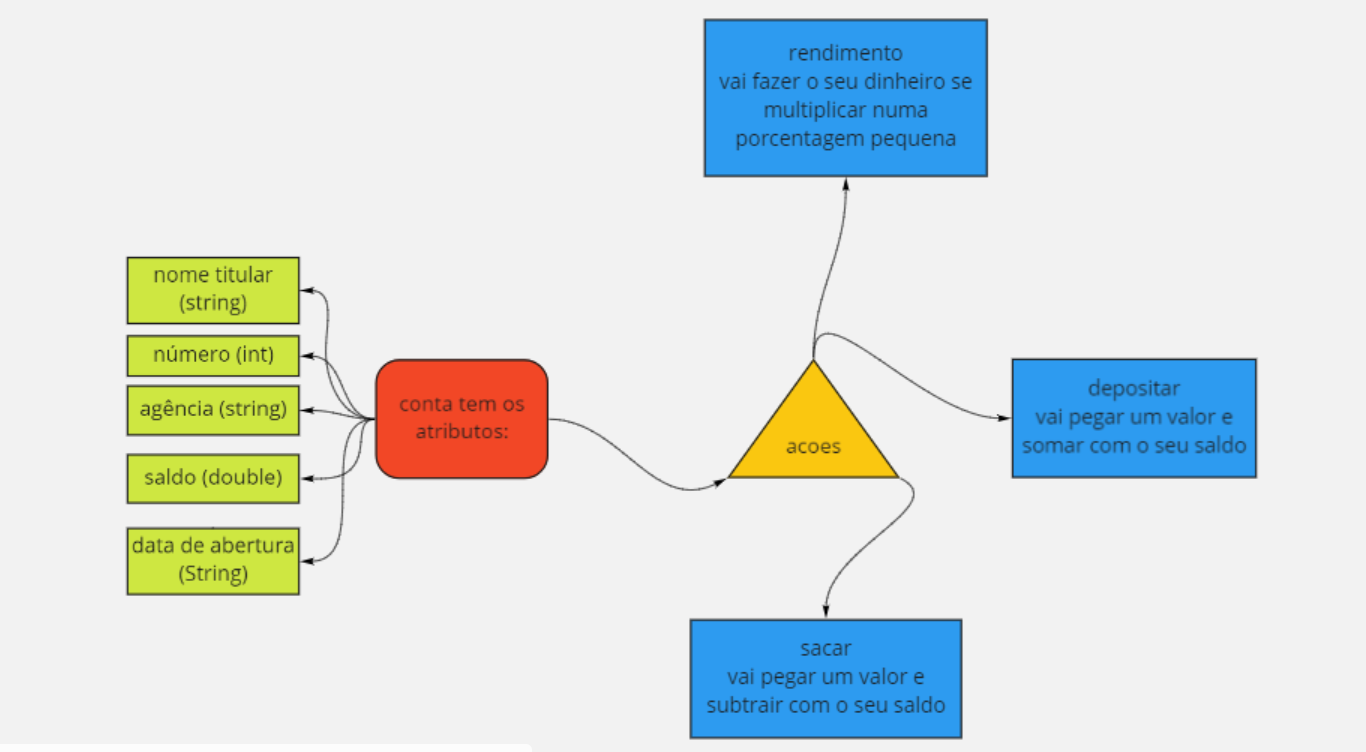 rendimento
vai fazer o seu dinheiro se
multiplicar numa
porcentagem pequena
nome titular
(string)
número (int)
agência (string)
saldo (double)
data de abertura
(String)
conta tem os
atributos:
acoes
depositar
vai pegar um valor e
somar com o seu saldo
sacar
vai pegar um valor e
subtrair com o seu saldo